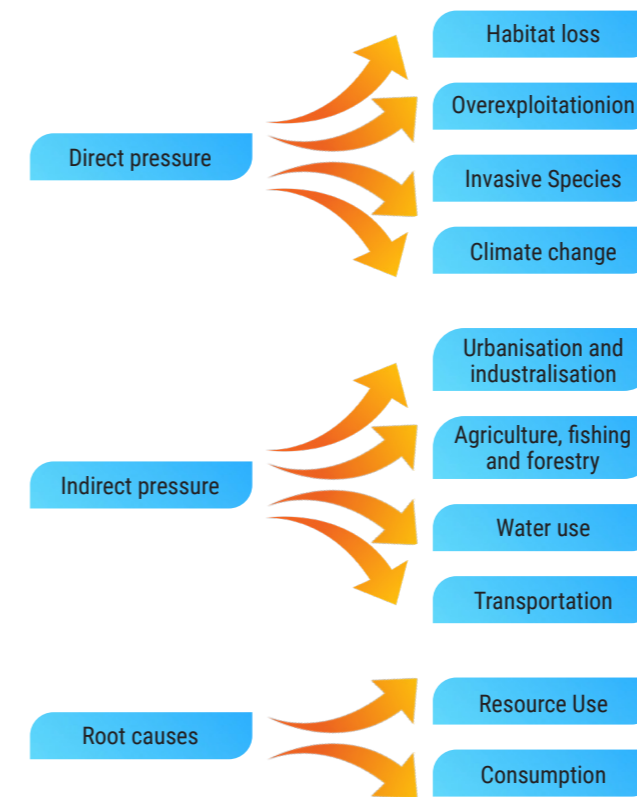 Habitat loss
Overexploitationion
Direct pressure
Invasive Species
Climate change
Urbanisation and
industralisation
Agriculture, fishing
and forestry
Indirect pressure
Water use
Transportation
Resource Use
Root causes
Consumption